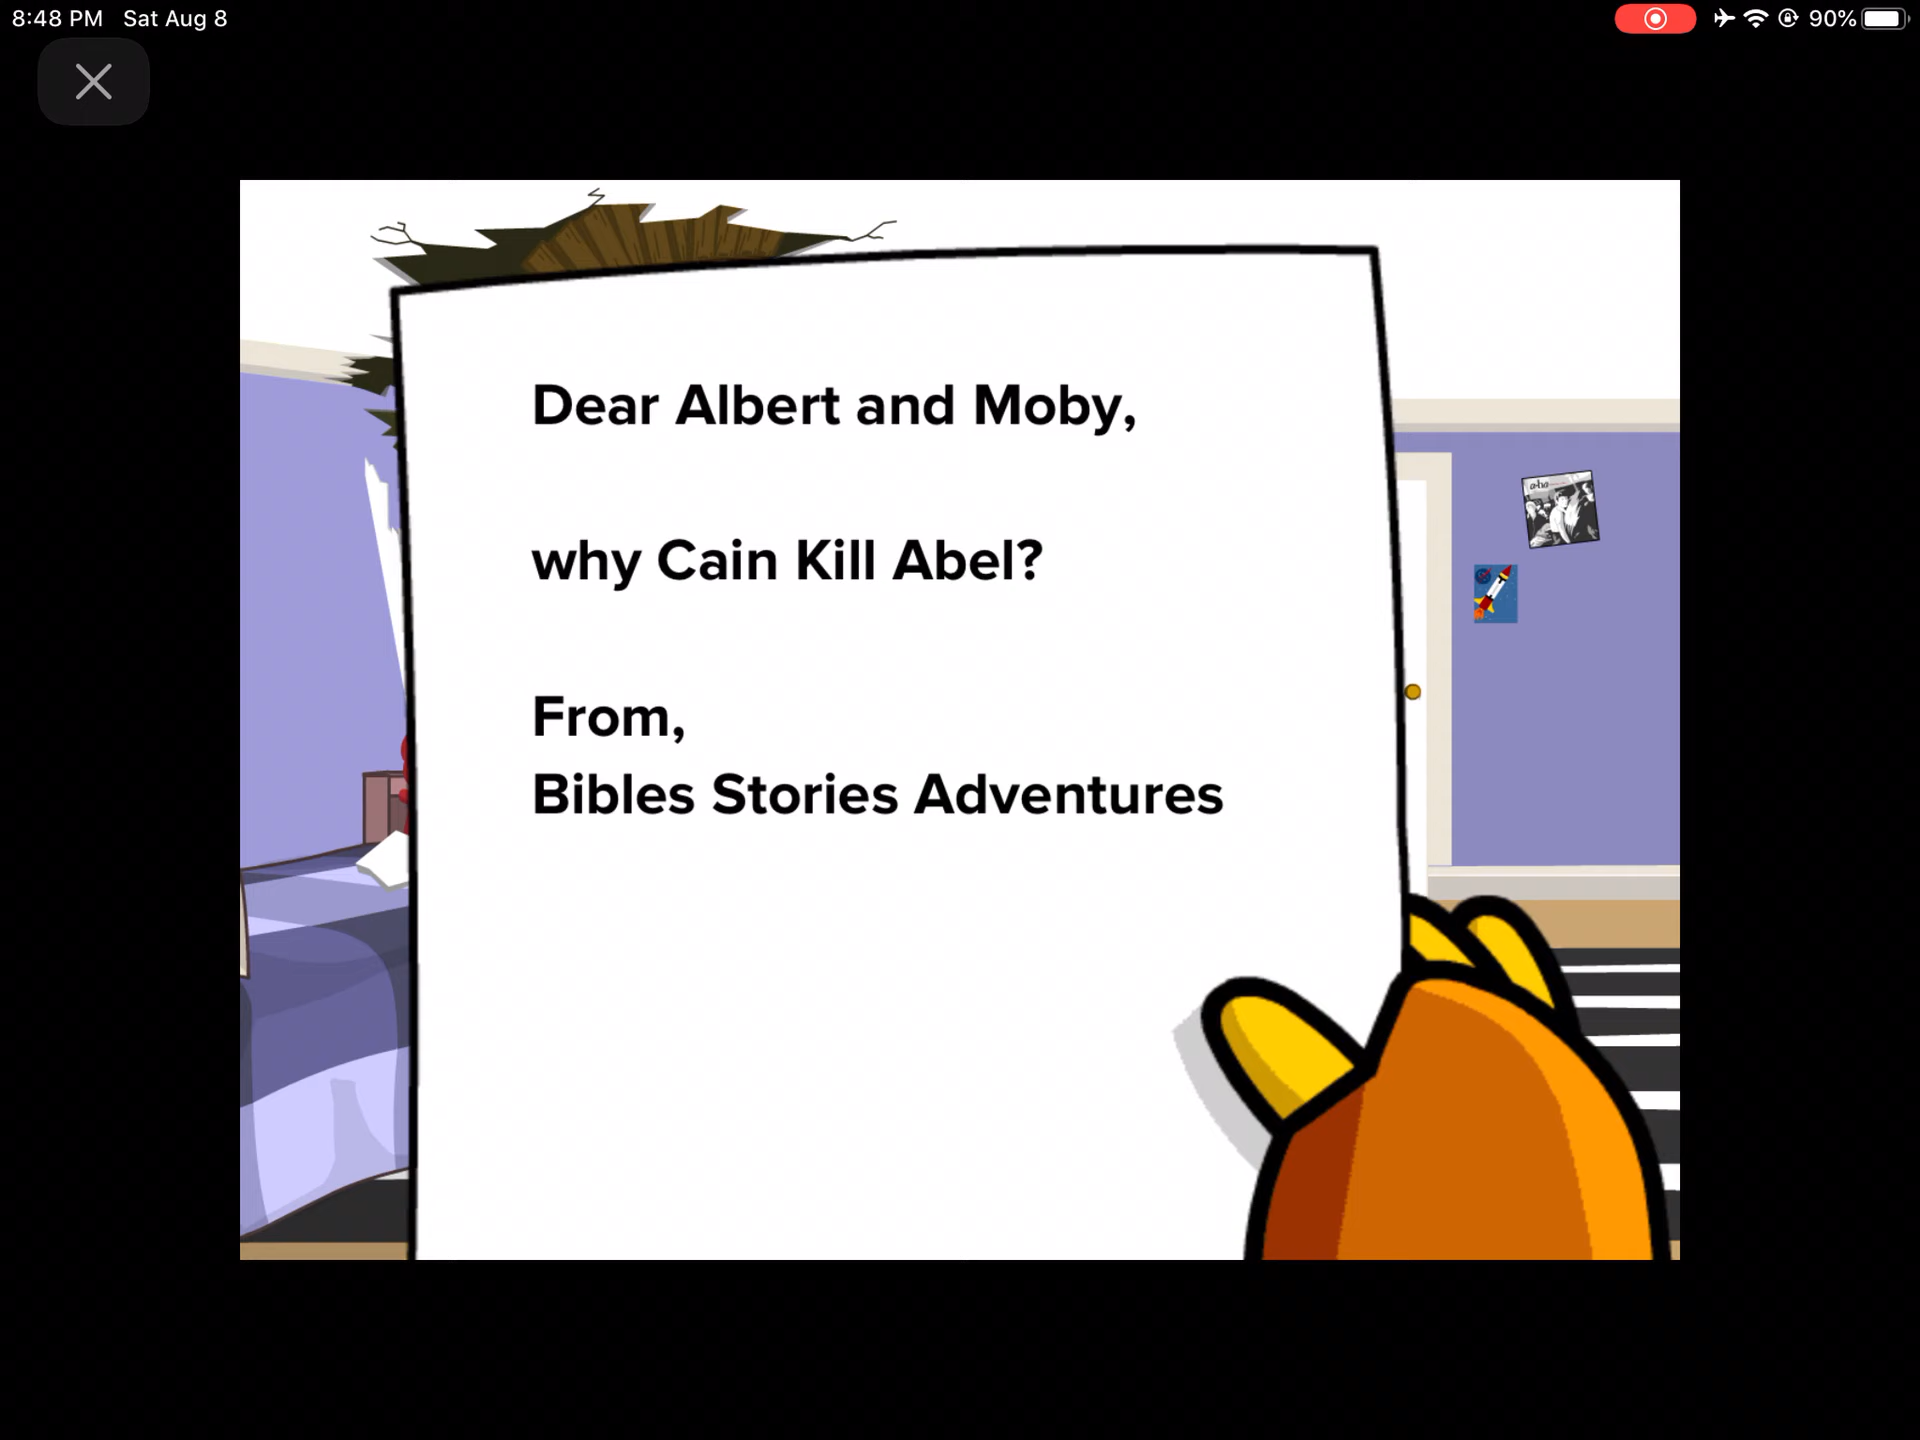 8:48 PM Sat Aug 8
90%
Dear Albert and Moby,
why Cain Kill Abel?
From,
Bibles Stories Adventures
a-ha